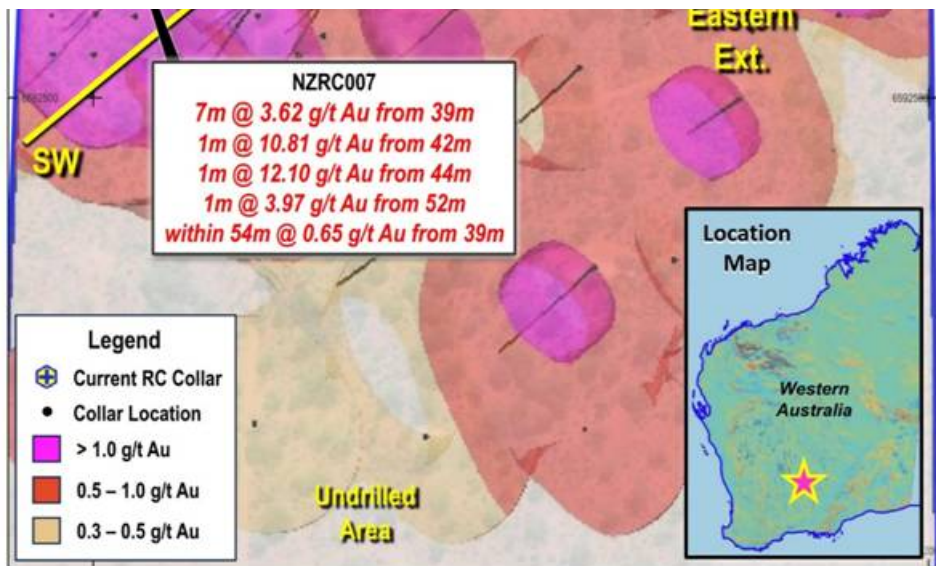 Eastern
Ext.
NZRC007
7m @ 3.62 g/t Au from 39m
1m @ 10.81 g/t Au from 42m
1m @ 12.10 g/t Au from 44m
1m @ 3.97 g/t Au from 52m
within 54m @ 0.65 g/t Au from 39m
6592500
SW
Location
Map
Western
Australia
Legend
Current RC Collar
Collar Location
> 1.0 g/t Au
0.5 – 1.0 g/t Au
0.3 – 0.5 g/t Au
Undrilled
Area